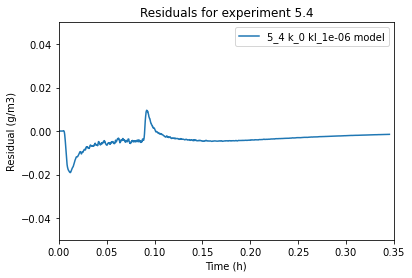 Residuals for experiment 5.4
5_4 k_0 kl_1e-06 model
0.04
0.02
0.00
−0.02
−0.04
Residual (g/m3)
0.00 0.05 0.10 0.15 0.20 0.25 0.30 0.35
Time (h)